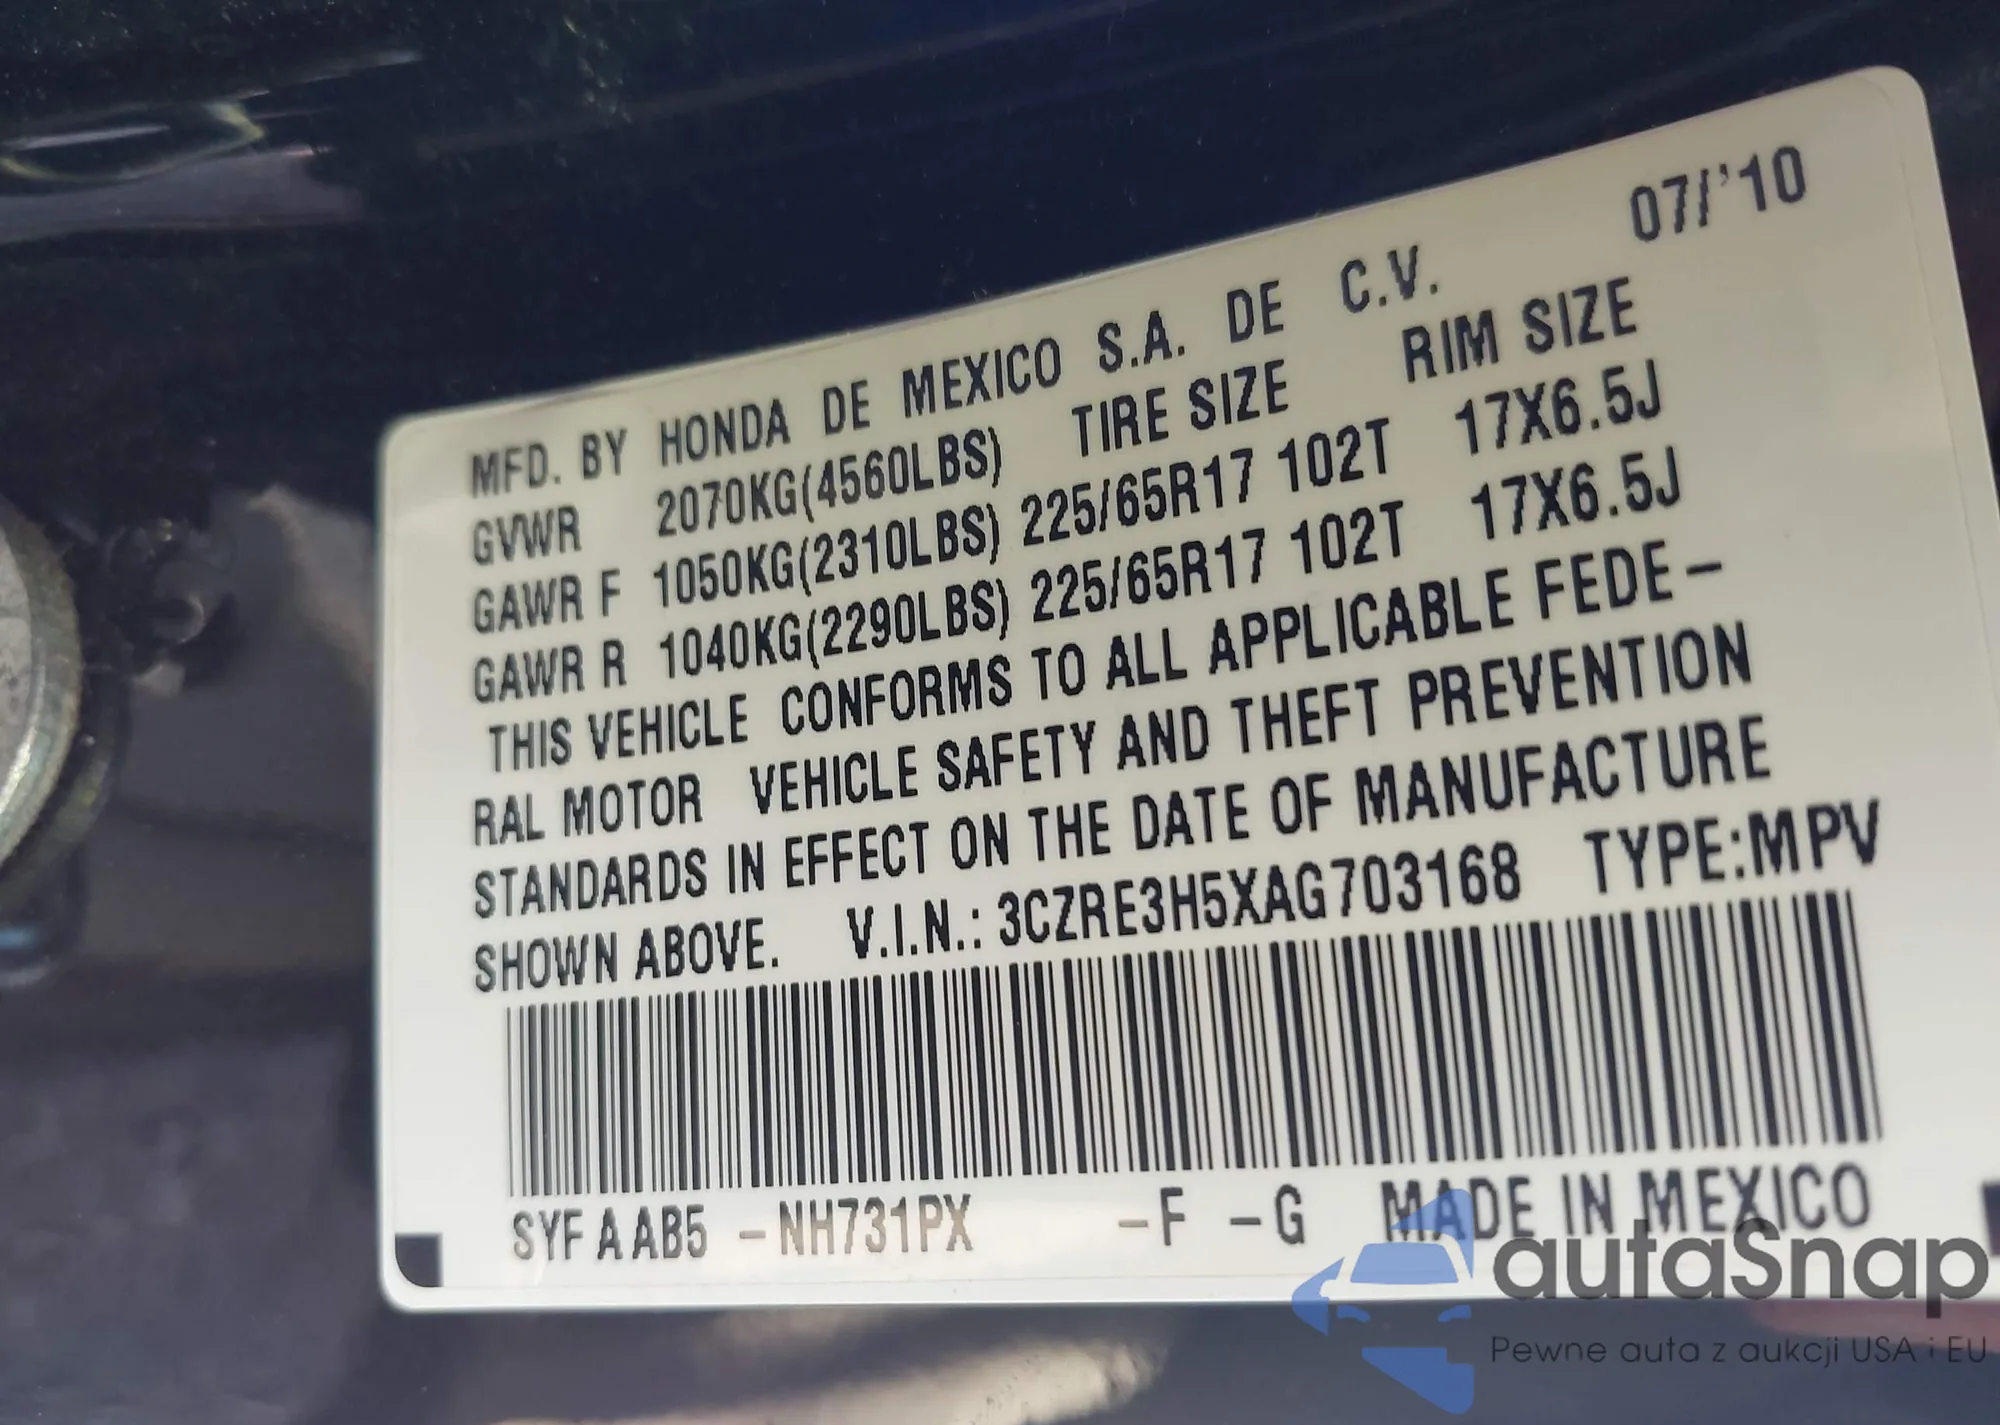 07/'10
MFD. BY HONDA DE MEXICO S.A. DE C.V.
GVWR 2070KG(4560LBS) TIRE SIZE RIM SIZE
GAWR F 1050KG(2310LBS) 225/65R17 102T 17X6.5J
GAWR R 1040KG(2290LBS) 225/65R17 102T 17X6.5J
THIS VEHICLE CONFORMS TO ALL APPLICABLE FEDE-
RAL MOTOR VEHICLE SAFETY AND THEFT PREVENTION
STANDARDS IN EFFECT ON THE DATE OF MANUFACTURE
SHOWN ABOVE. V.I.N.: 3CZRE3H5XAG703168 TYPE:MPV
SYF A AB5 -NH731PX -F -G MADE IN MEXICO
autaSnap
Pewne auta z aukcji USA i EU